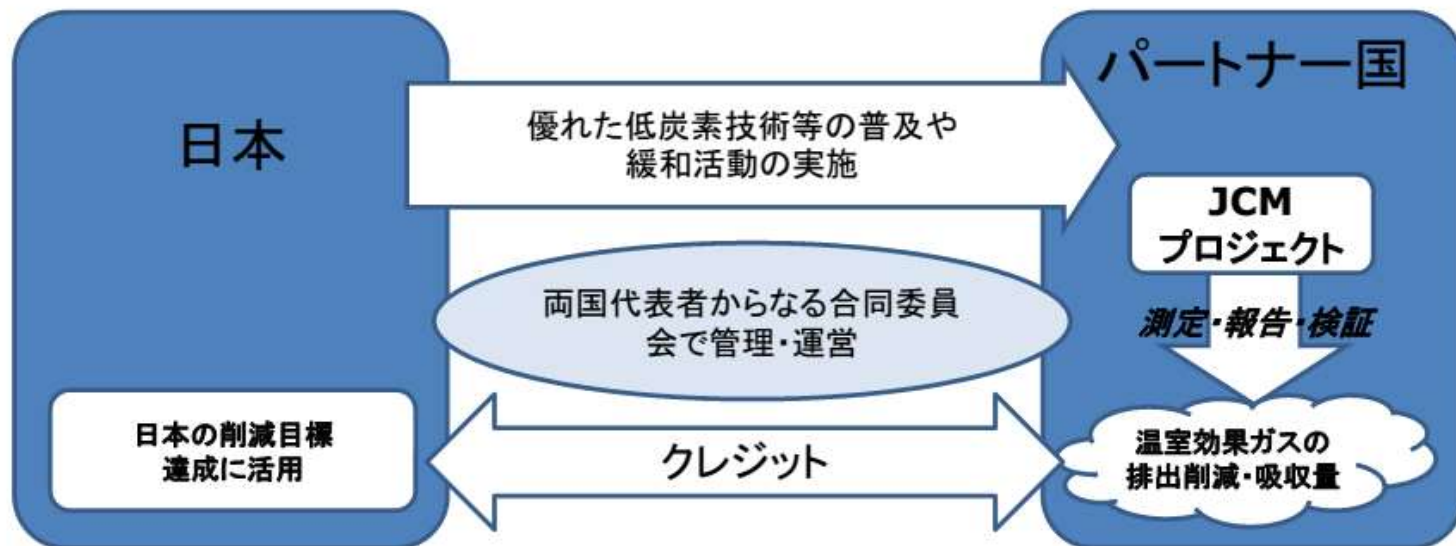 日本
優れた低炭素技術等の普及や
緩和活動の実施
パートナー国
JCM
プロジェクト
両国代表者からなる合同委員
会で管理・運営
測定・報告・検証
日本の削減目標
達成に活用
クレジット
温室効果ガスの
排出削減・吸収量